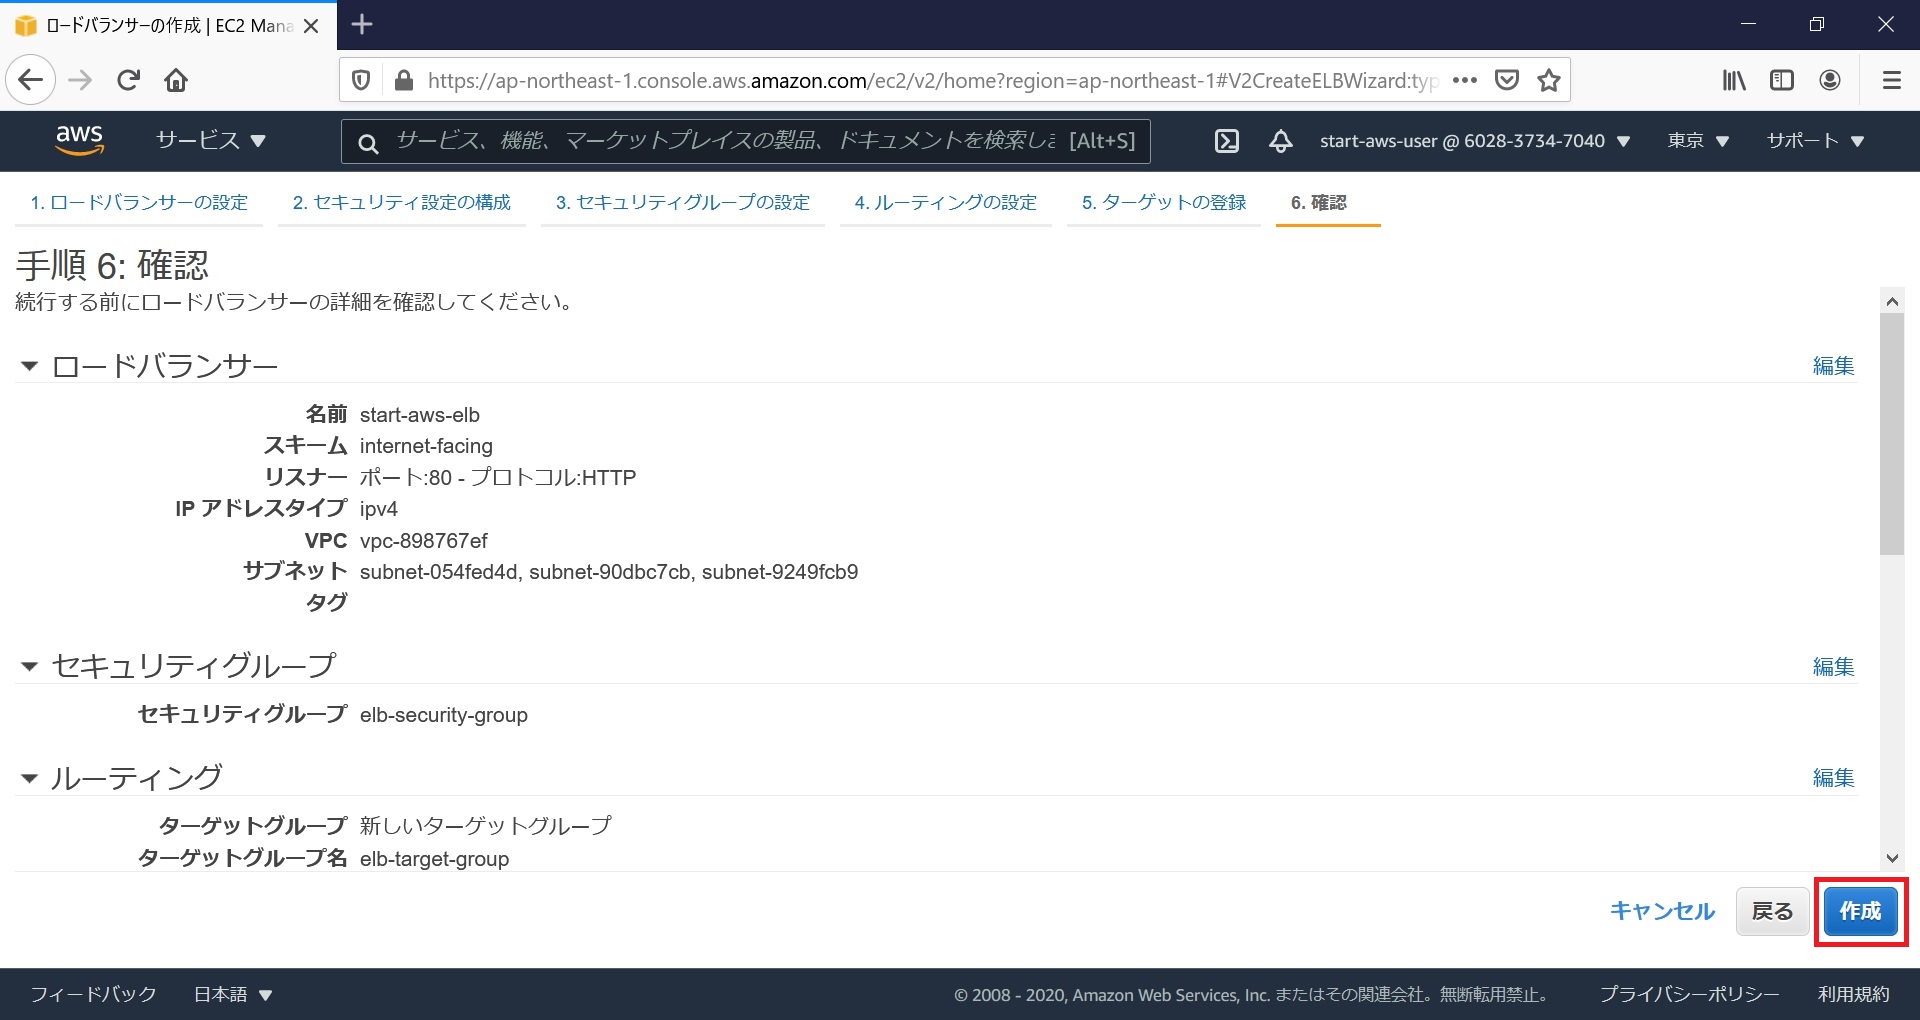 ロードバランサーの作成 | EC2 Mana
https://ap-northeast-1.console.aws.amazon.com/ec2/v2/home?region=ap-northeast-1#V2CreateELBWizard:typ
aws サービス サービス、機能、マーケットプレイスの製品、ドキュメントを検索しま [Alt+S] start-aws-user @ 6028-3734-7040 東京 サポート
1. ロードバランサーの設定 2. セキュリティ設定の構成 3. セキュリティグループの設定 4. ルーティングの設定 5. ターゲットの登録 6. 確認
手順 6: 確認
続行する前にロードバランサーの詳細を確認してください。
ロードバランサー 編集
名前 start-aws-elb
スキーム internet-facing
リスナー ポート:80 - プロトコル:HTTP
IP アドレスタイプ ipv4
VPC vpc-898767ef
サブネット subnet-054fed4d, subnet-90dbc7cb, subnet-9249fcb9
タグ
セキュリティグループ 編集
セキュリティグループ elb-security-group
ルーティング 編集
ターゲットグループ 新しいターゲットグループ
ターゲットグループ名 elb-target-group
キャンセル 戻る 作成
フィードバック 日本語 © 2008 - 2020, Amazon Web Services, Inc. またはその関連会社。無断転用禁止。 プライバシーポリシー 利用規約